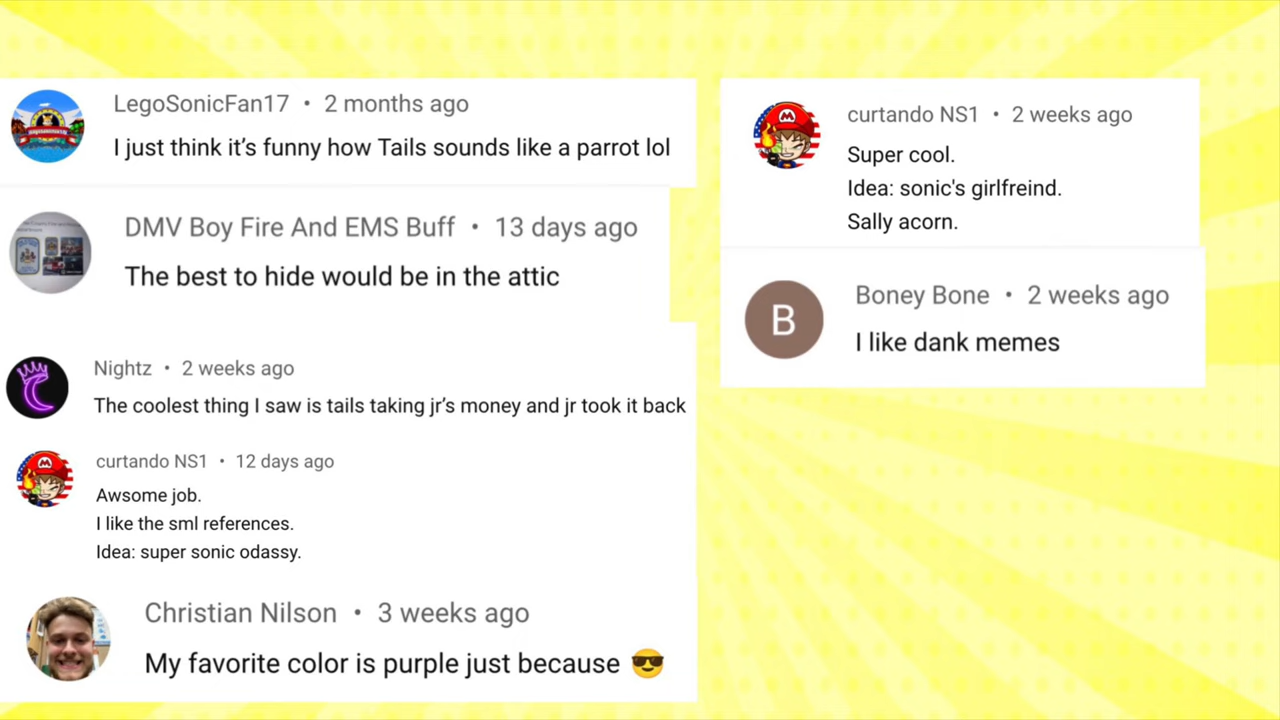 LegoSonicFan17 • 2 months ago
I just think it’s funny how Tails sounds like a parrot lol
DMV Boy Fire And EMS Buff • 13 days ago
The best to hide would be in the attic
Nightz • 2 weeks ago
The coolest thing I saw is tails taking jr’s money and jr took it back
curtando NS1 • 12 days ago
Awsome job.
I like the sml references.
Idea: super sonic odassy.
Christian Nilson • 3 weeks ago
My favorite color is purple just because 😎
curtando NS1 • 2 weeks ago
Super cool.
Idea: sonic's girlfreind.
Sally acorn.
B
Boney Bone • 2 weeks ago
I like dank memes